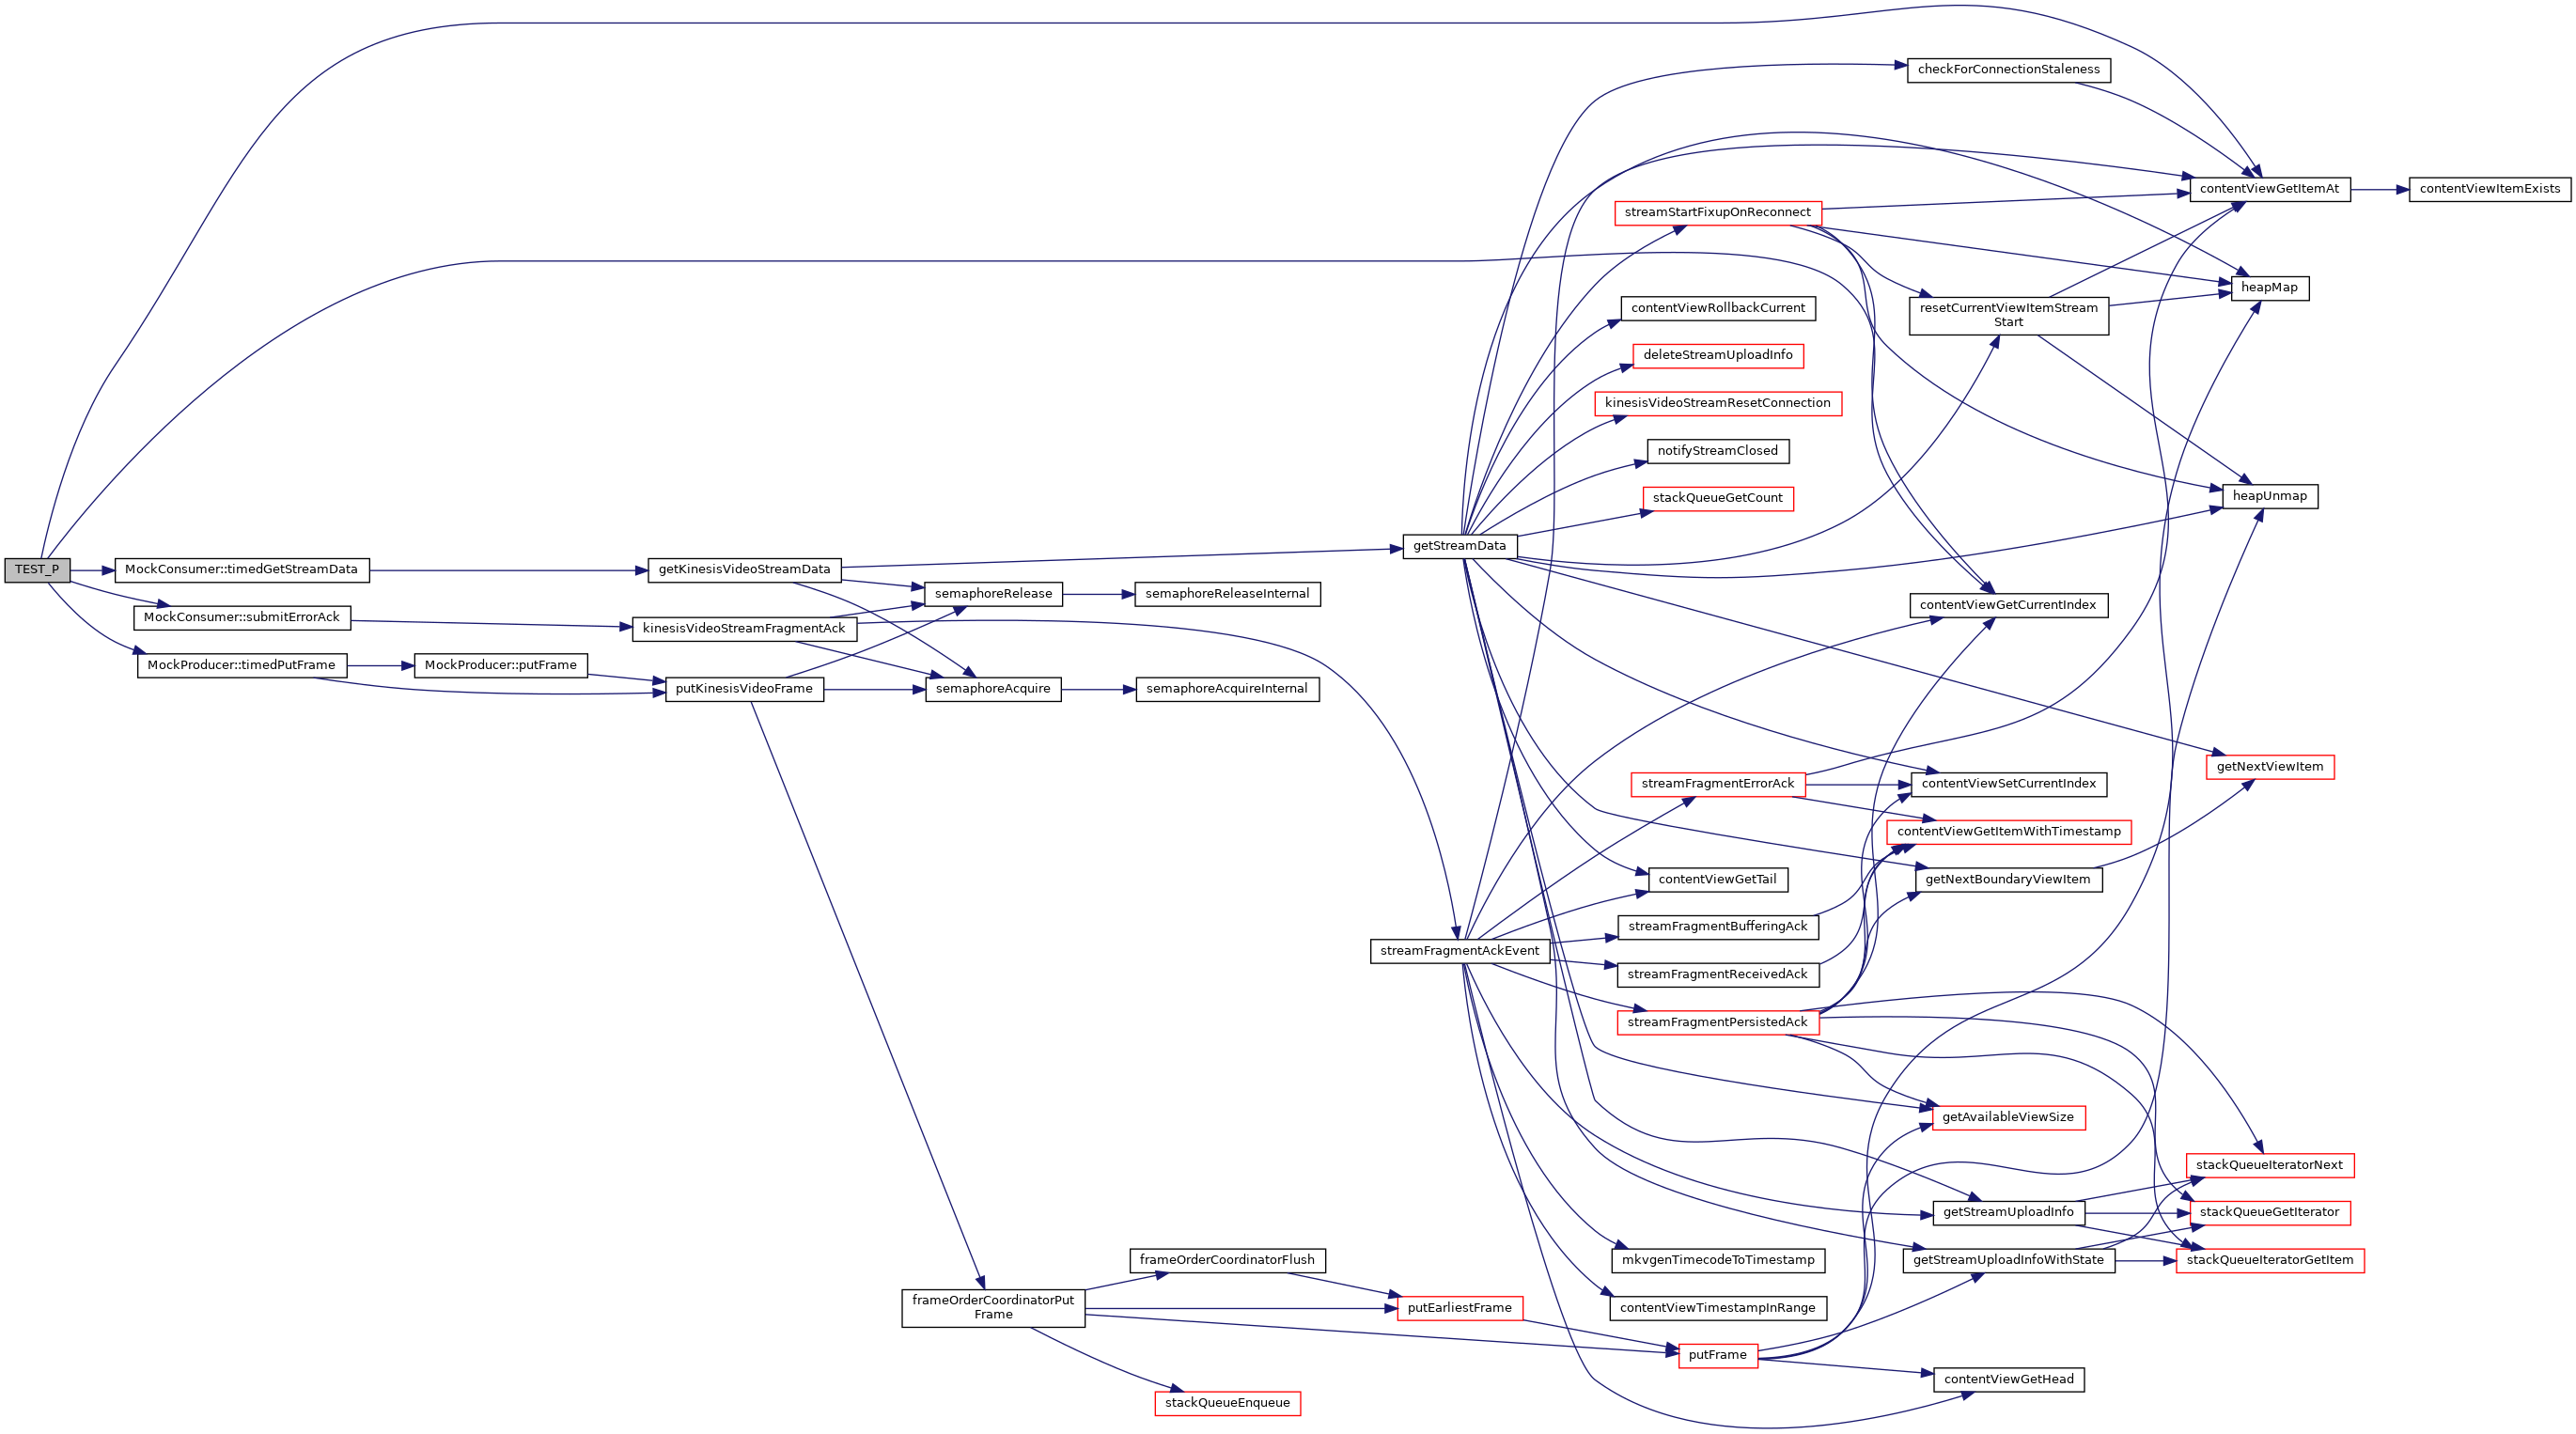 TEST_P
MockConsumer::timedGetStreamData
MockConsumer::submitErrorAck
MockProducer::timedPutFrame
MockProducer::putFrame
getKinesisVideoStreamData
kinesisVideoStreamFragmentAck
putKinesisVideoFrame
semaphoreRelease
semaphoreAcquire
semaphoreReleaseInternal
semaphoreAcquireInternal
frameOrderCoordinatorPut
Frame
frameOrderCoordinatorFlush
stackQueueEnqueue
getStreamData
streamFragmentAckEvent
putEarliestFrame
streamStartFixupOnReconnect
contentViewRollbackCurrent
deleteStreamUploadInfo
kinesisVideoStreamResetConnection
notifyStreamClosed
stackQueueGetCount
streamFragmentErrorAck
contentViewGetTail
streamFragmentBufferingAck
streamFragmentReceivedAck
streamFragmentPersistedAck
mkvgenTimecodeToTimestamp
contentViewTimestampInRange
putFrame
checkForConnectionStaleness
resetCurrentViewItemStream
Start
contentViewGetCurrentIndex
contentViewSetCurrentIndex
contentViewGetItemWithTimestamp
getNextBoundaryViewItem
getAvailableViewSize
getStreamUploadInfo
getStreamUploadInfoWithState
contentViewGetHead
contentViewGetItemAt
heapMap
heapUnmap
getNextViewItem
stackQueueIteratorNext
stackQueueGetIterator
stackQueueIteratorGetItem
contentViewItemExists